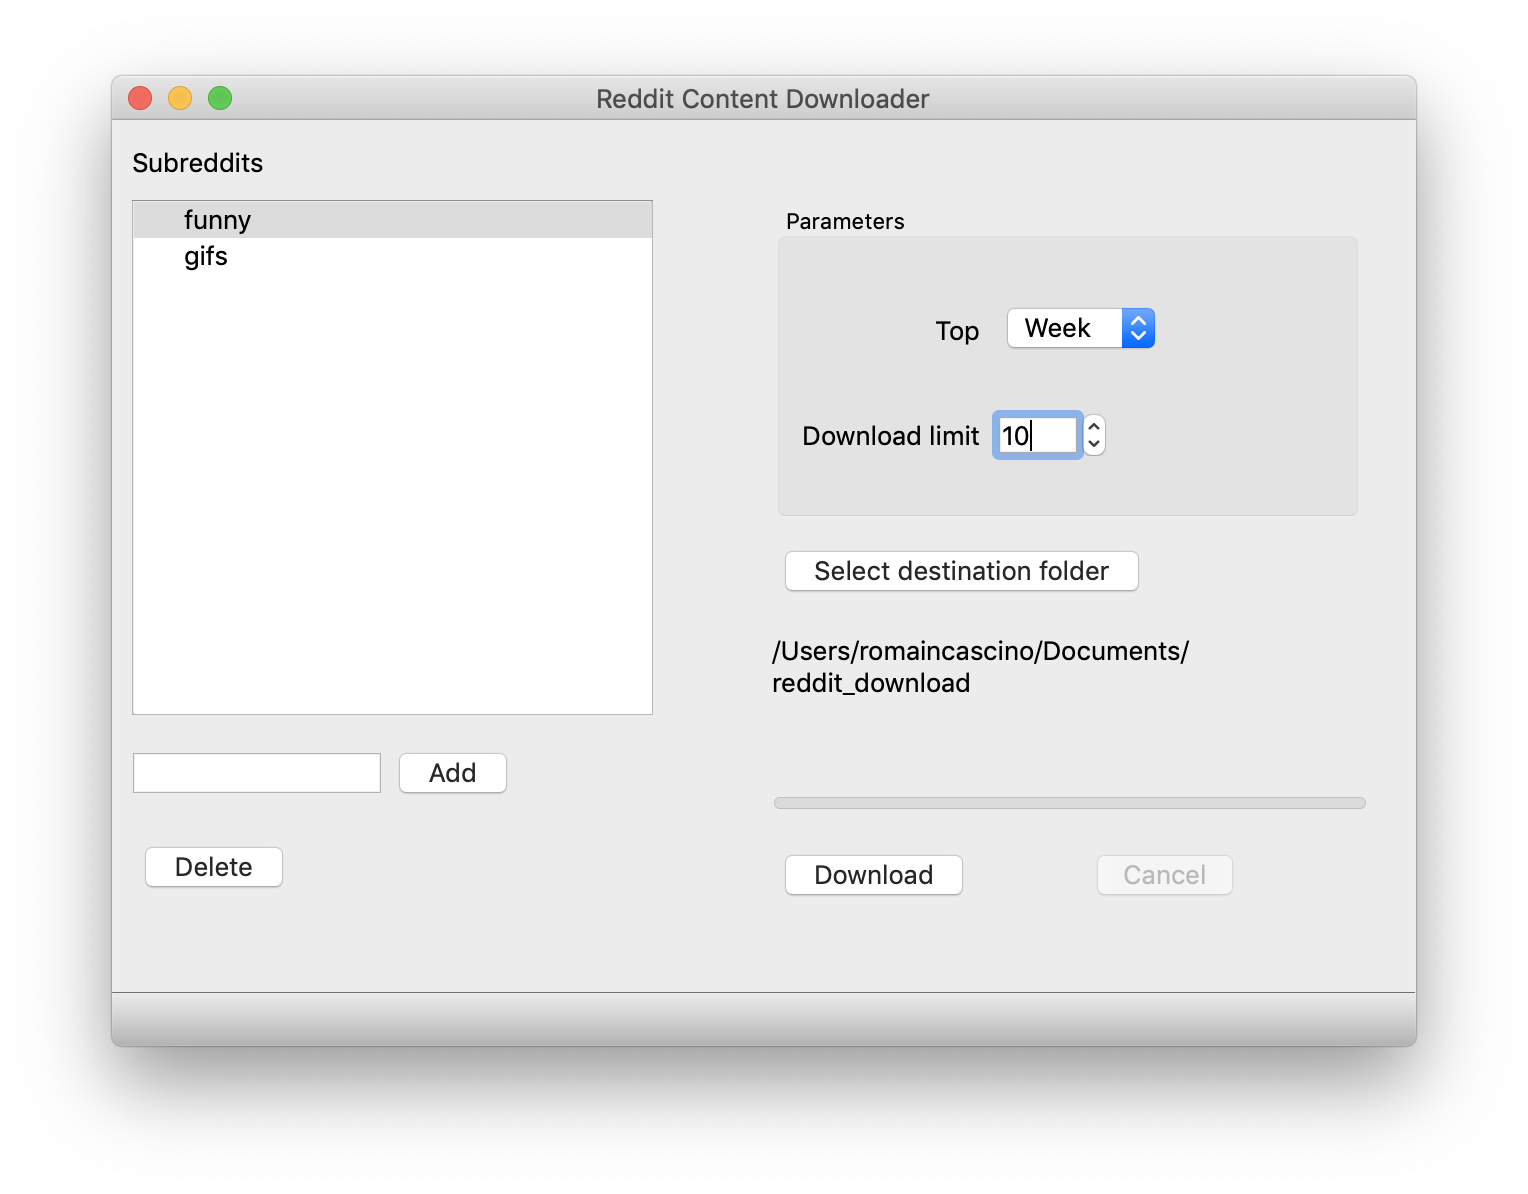 Reddit Content Downloader
Subreddits
funny
gifs
Add
Delete
Parameters
Top Week
Download limit 10
Select destination folder
/Users/romaincascino/Documents/
reddit_download
Download Cancel